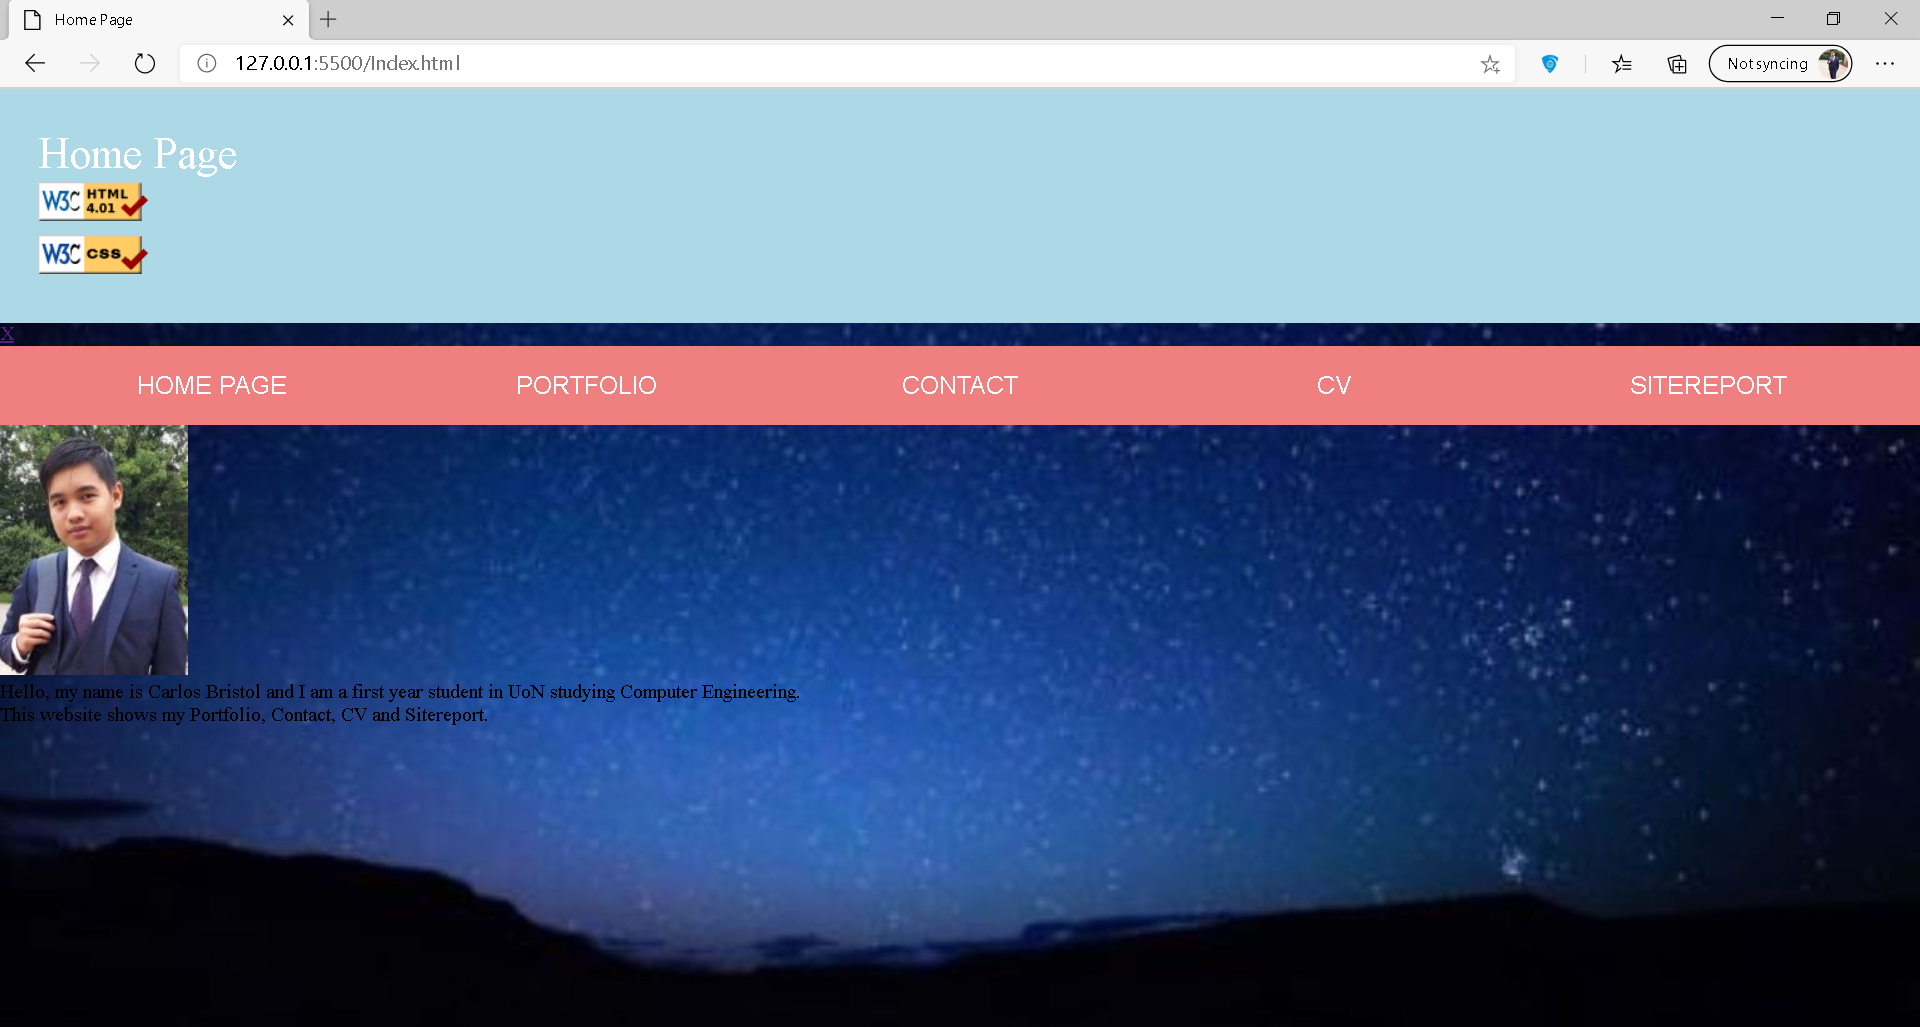 Home Page
127.0.0.1:5500/Index.html
Not syncing
Home Page
W3C HTML 4.01
W3C CSS
X
HOME PAGE PORTFOLIO CONTACT CV SITEREPORT
Hello, my name is Carlos Bristol and I am a first year student in UoN studying Computer Engineering.
This website shows my Portfolio, Contact, CV and Sitereport.